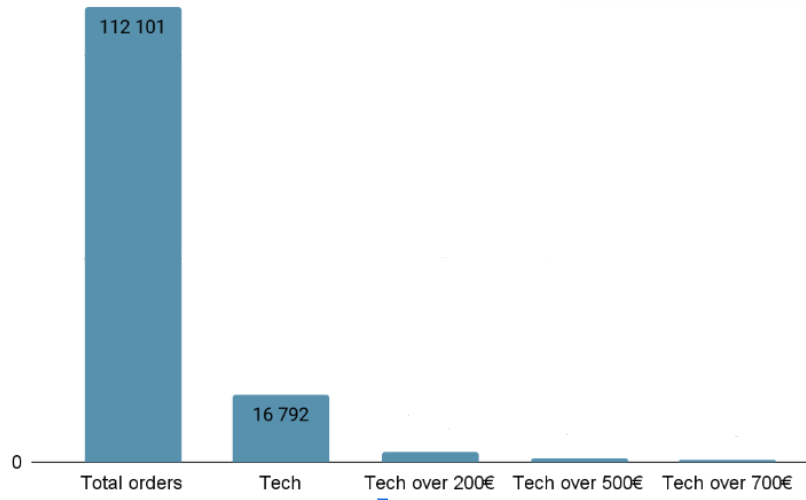 112 101
16 792
0
Total orders
Tech
Tech over 200€
Tech over 500€
Tech over 700€